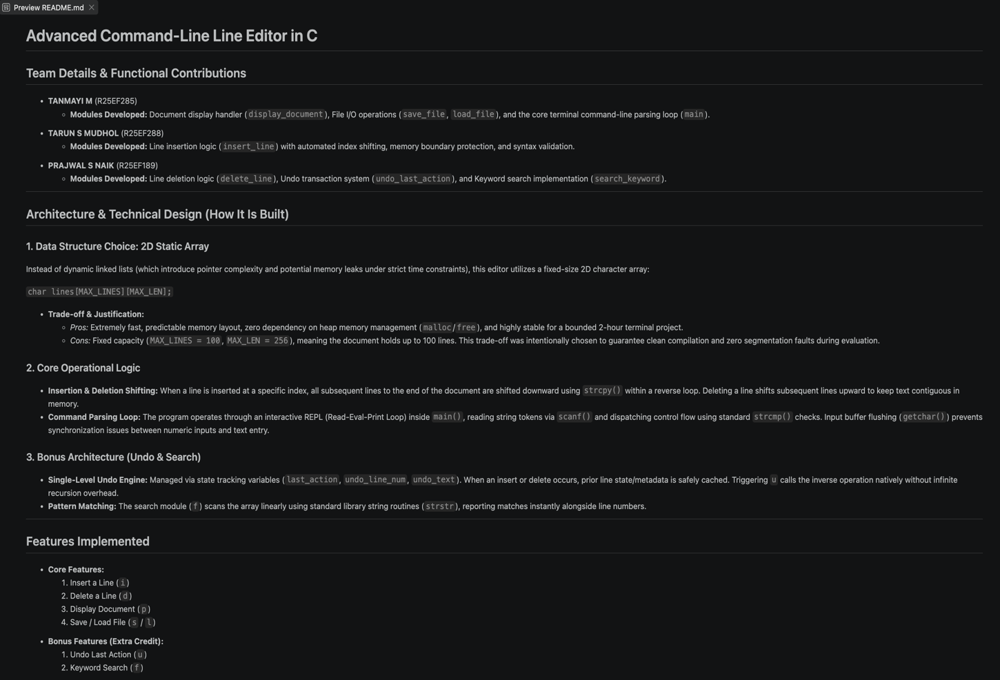 Preview README.md
Advanced Command-Line Line Editor in C
Team Details & Functional Contributions
• TANMAYI M (R25EF285)
◦ Modules Developed: Document display handler (display_document), File I/O operations (save_file, load_file), and the core terminal command-line parsing loop (main).
• TARUN S MUDHOL (R25EF288)
◦ Modules Developed: Line insertion logic (insert_line) with automated index shifting, memory boundary protection, and syntax validation.
• PRAJWAL S NAIK (R25EF189)
◦ Modules Developed: Line deletion logic (delete_line), Undo transaction system (undo_last_action), and Keyword search implementation (search_keyword).
Architecture & Technical Design (How It Is Built)
1. Data Structure Choice: 2D Static Array
Instead of dynamic linked lists (which introduce pointer complexity and potential memory leaks under strict time constraints), this editor utilizes a fixed-size 2D character array:
char lines[MAX_LINES][MAX_LEN];
• Trade-off & Justification:
◦ Pros: Extremely fast, predictable memory layout, zero dependency on heap memory management (malloc/free), and highly stable for a bounded 2-hour terminal project.
◦ Cons: Fixed capacity (MAX_LINES = 100, MAX_LEN = 256), meaning the document holds up to 100 lines. This trade-off was intentionally chosen to guarantee clean compilation and zero segmentation faults during evaluation.
2. Core Operational Logic
• Insertion & Deletion Shifting: When a line is inserted at a specific index, all subsequent lines to the end of the document are shifted downward using strcpy() within a reverse loop. Deleting a line shifts subsequent lines upward to keep text contiguous in
memory.
• Command Parsing Loop: The program operates through an interactive REPL (Read-Eval-Print Loop) inside main(), reading string tokens via scanf() and dispatching control flow using standard strcmp() checks. Input buffer flushing (getchar()) prevents
synchronization issues between numeric inputs and text entry.
3. Bonus Architecture (Undo & Search)
• Single-Level Undo Engine: Managed via state tracking variables (last_action, undo_line_num, undo_text). When an insert or delete occurs, prior line state/metadata is safely cached. Triggering u calls the inverse operation natively without infinite
recursion overhead.
• Pattern Matching: The search module (f) scans the array linearly using standard library string routines (strstr), reporting matches instantly alongside line numbers.
Features Implemented
• Core Features:
1. Insert a Line (i)
2. Delete a Line (d)
3. Display Document (p)
4. Save / Load File (s / l)
• Bonus Features (Extra Credit):
1. Undo Last Action (u)
2. Keyword Search (f)